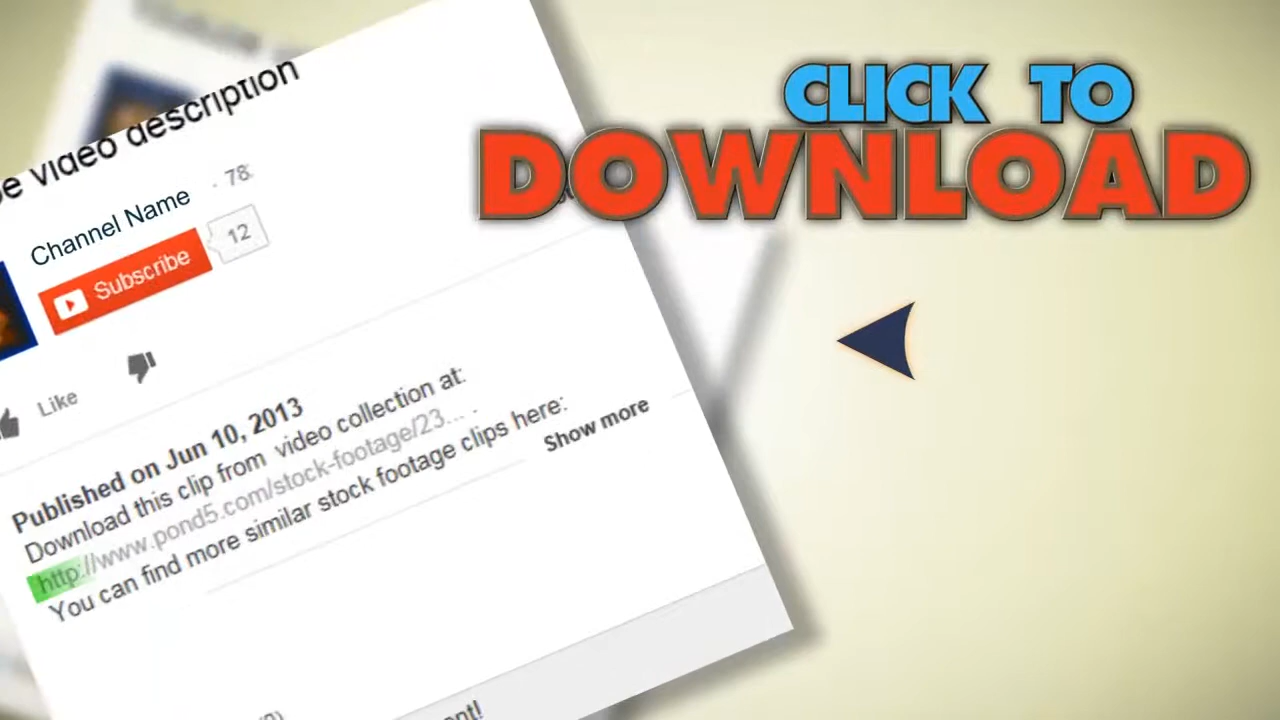 CLICK TO
DOWNLOAD
video description
Channel Name
78
Subscribe
12
Like
Published on Jun 10, 2013
Download this clip from video collection at:
http://www.pond5.com/stock-footage/23...
You can find more similar stock footage clips here:
Show more